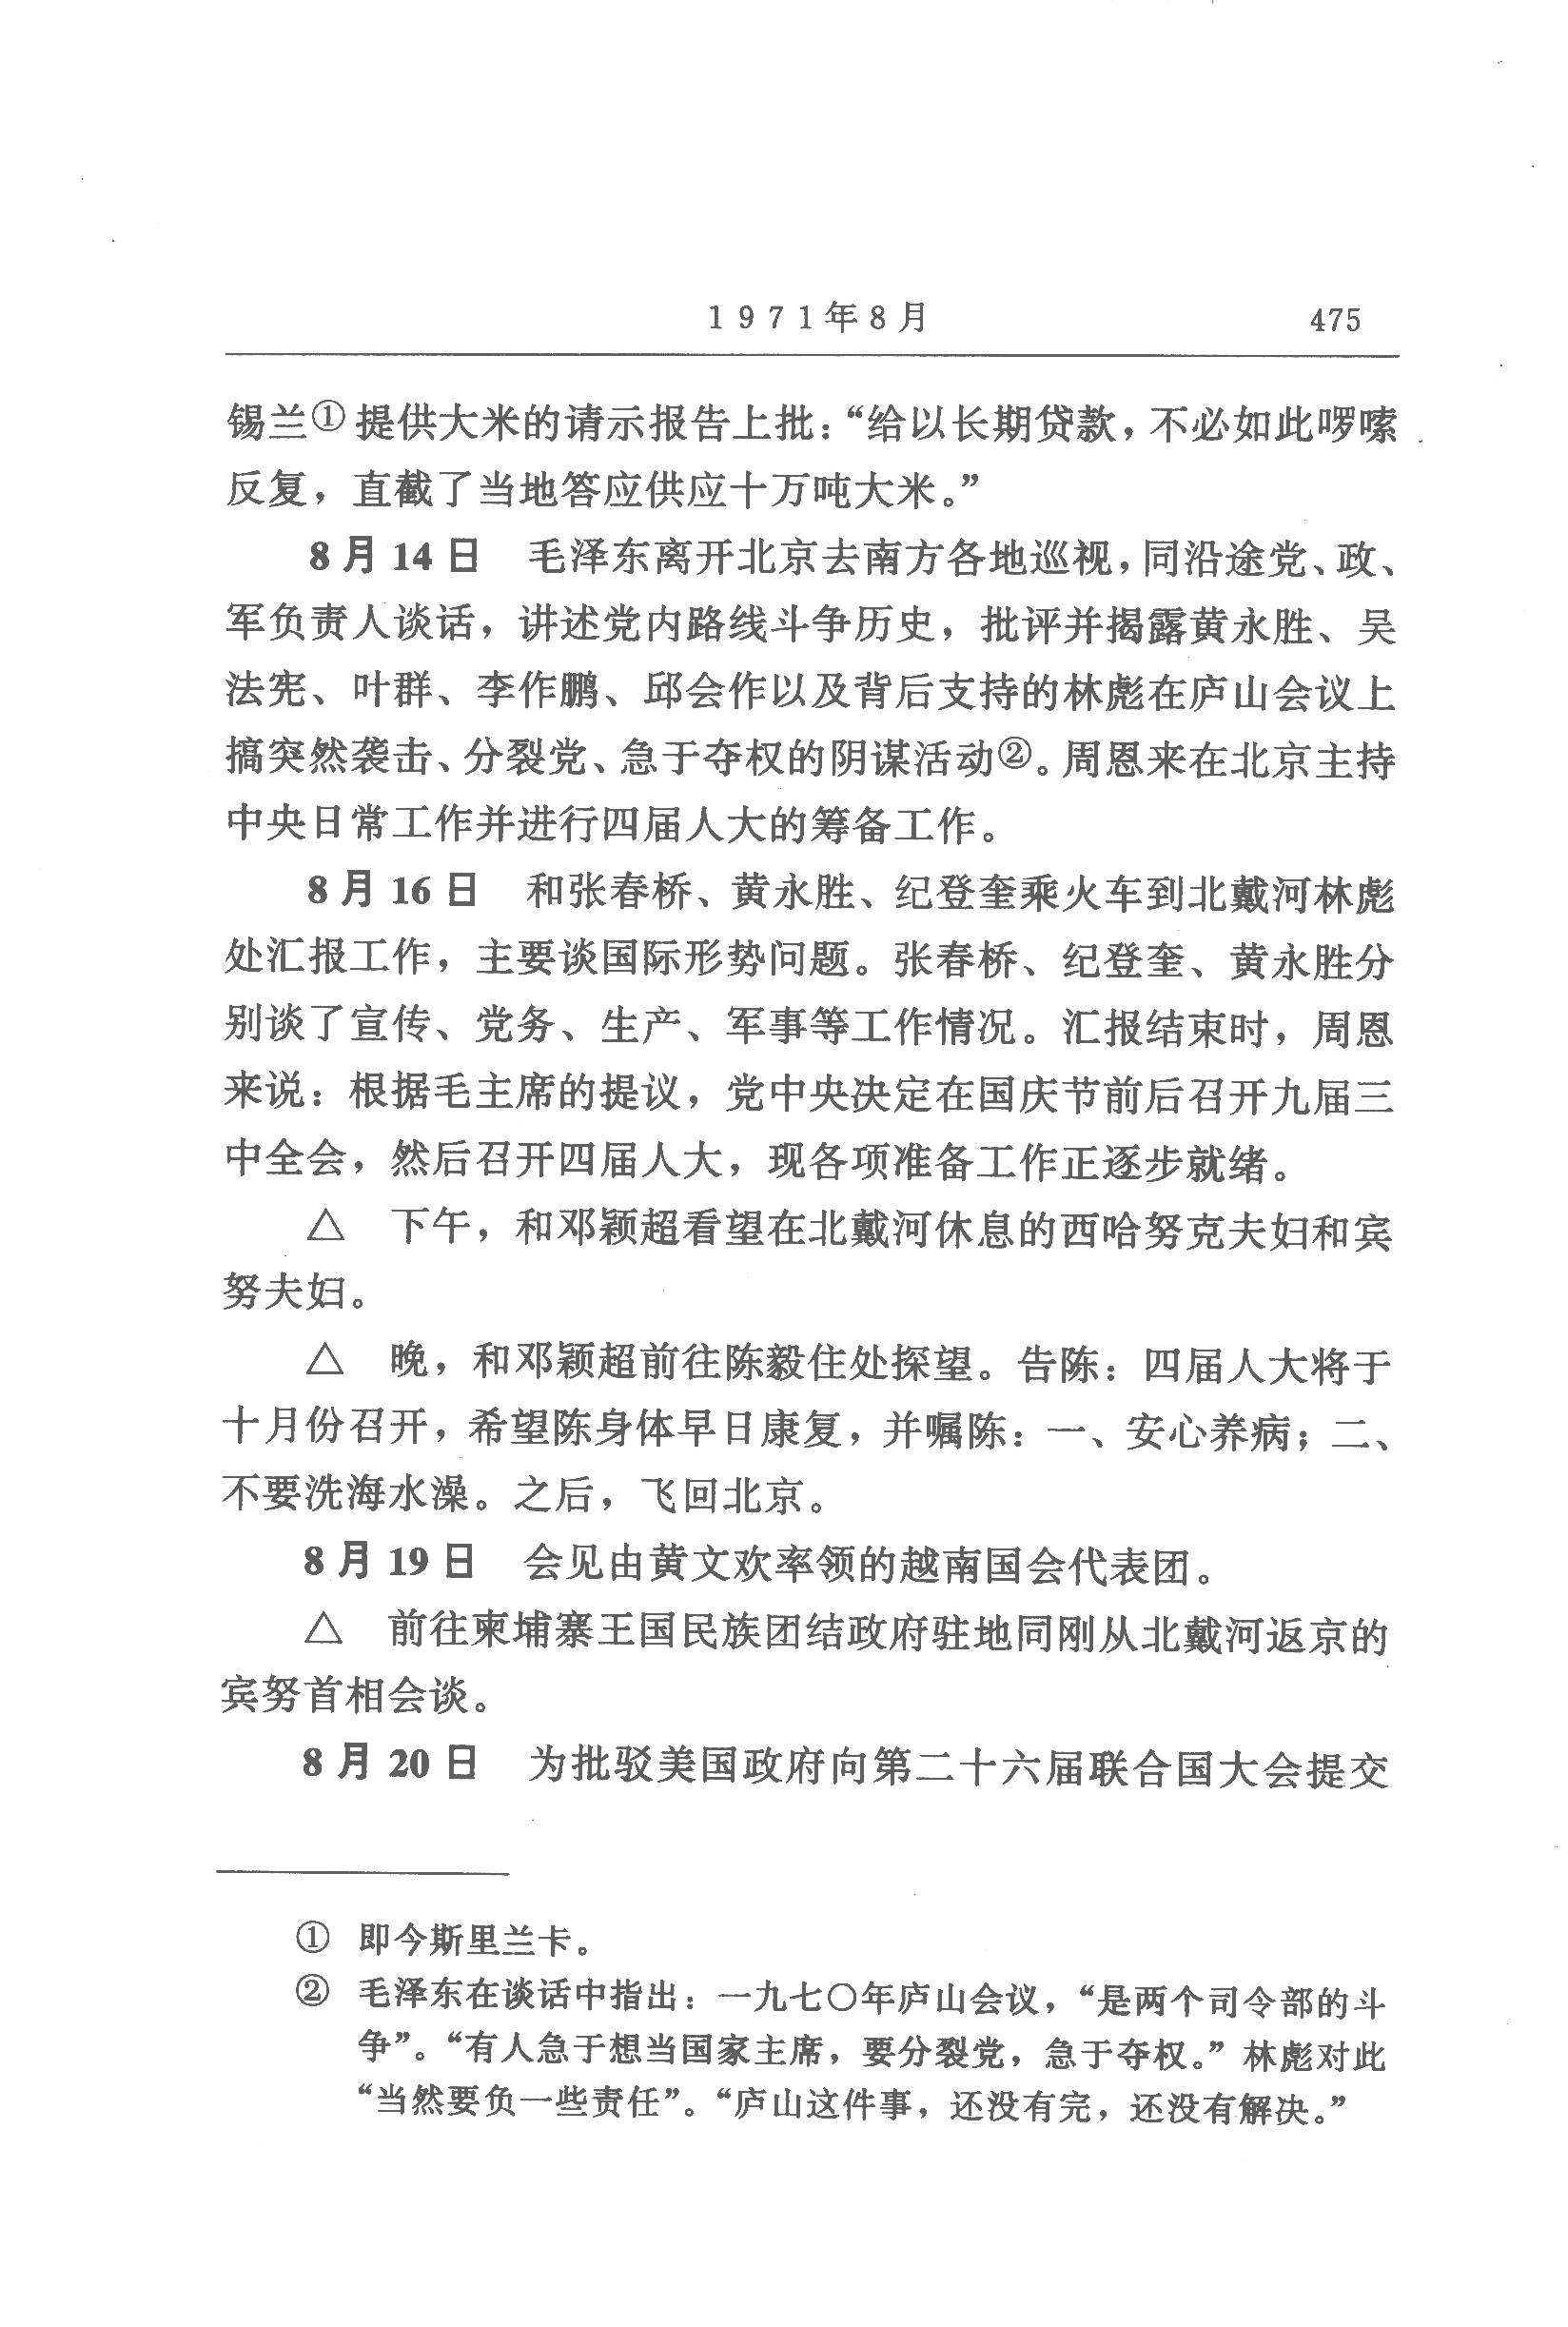 1971年8月 475
锡兰①提供大米的请示报告上批：“给以长期贷款，不必如此啰嗦
反复，直截了当地答应供应十万吨大米。”
8月14日 毛泽东离开北京去南方各地巡视，同沿途党、政、
军负责人谈话，讲述党内路线斗争历史，批评并揭露黄永胜、吴
法宪、叶群、李作鹏、邱会作以及背后支持的林彪在庐山会议上
搞突然袭击、分裂党、急于夺权的阴谋活动②。周恩来在北京主持
中央日常工作并进行四届人大的筹备工作。
8月16日 和张春桥、黄永胜、纪登奎乘火车到北戴河林彪
处汇报工作，主要谈国际形势问题。张春桥、纪登奎、黄永胜分
别谈了宣传、党务、生产、军事等工作情况。汇报结束时，周恩
来说：根据毛主席的提议，党中央决定在国庆节前后召开九届三
中全会，然后召开四届人大，现各项准备工作正逐步就绪。
△ 下午，和邓颖超看望在北戴河休息的西哈努克夫妇和宾
努夫妇。
△ 晚，和邓颖超前往陈毅住处探望。告陈：四届人大将于
十月份召开，希望陈身体早日康复，并嘱陈：一、安心养病；二、
不要洗海水澡。之后，飞回北京。
8月19日 会见由黄文欢率领的越南国会代表团。
△ 前往柬埔寨王国民族团结政府驻地同刚从北戴河返京的
宾努首相会谈。
8月20日 为批驳美国政府向第二十六届联合国大会提交
① 即今斯里兰卡。
② 毛泽东在谈话中指出：一九七〇年庐山会议，“是两个司令部的斗
争”。“有人急于想当国家主席，要分裂党，急于夺权。”林彪对此
“当然要负一些责任”。“庐山这件事，还没有完，还没有解决。”